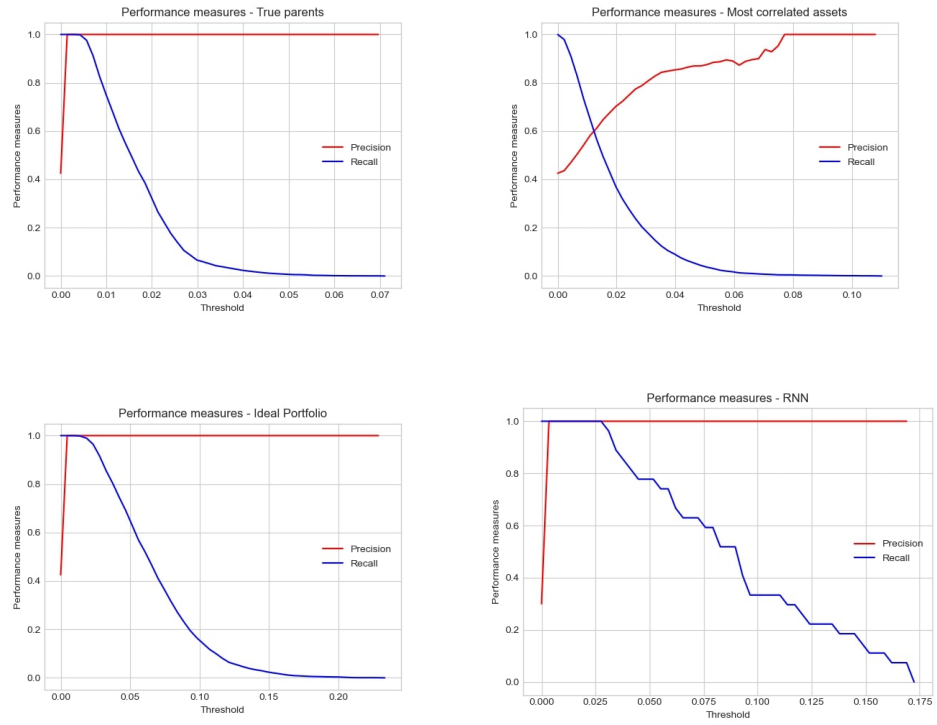 Performance measures - True parents
Performance measures
1.0
0.8
0.6
0.4
0.2
0.0
Precision
Recall
0.00 0.01 0.02 0.03 0.04 0.05 0.06 0.07
Threshold
Performance measures - Most correlated assets
Performance measures
1.0
0.8
0.6
0.4
0.2
0.0
Precision
Recall
0.00 0.02 0.04 0.06 0.08 0.10
Threshold
Performance measures - Ideal Portfolio
Performance measures
1.0
0.8
0.6
0.4
0.2
0.0
Precision
Recall
0.00 0.05 0.10 0.15 0.20
Threshold
Performance measures - RNN
Performance measures
1.0
0.8
0.6
0.4
0.2
0.0
Precision
Recall
0.000 0.025 0.050 0.075 0.100 0.125 0.150 0.175
Threshold